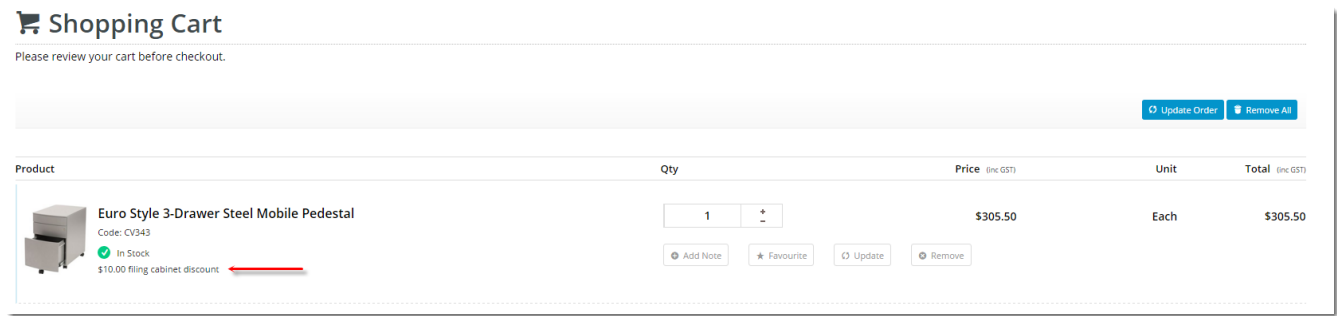 Shopping Cart
Please review your cart before checkout.
Update Order Remove All
Product Qty Price (inc GST) Unit Total (inc GST)
Euro Style 3-Drawer Steel Mobile Pedestal
Code: CV343
In Stock
$10.00 filing cabinet discount
1 + - $305.50 Each $305.50
Add Note Favourite Update Remove